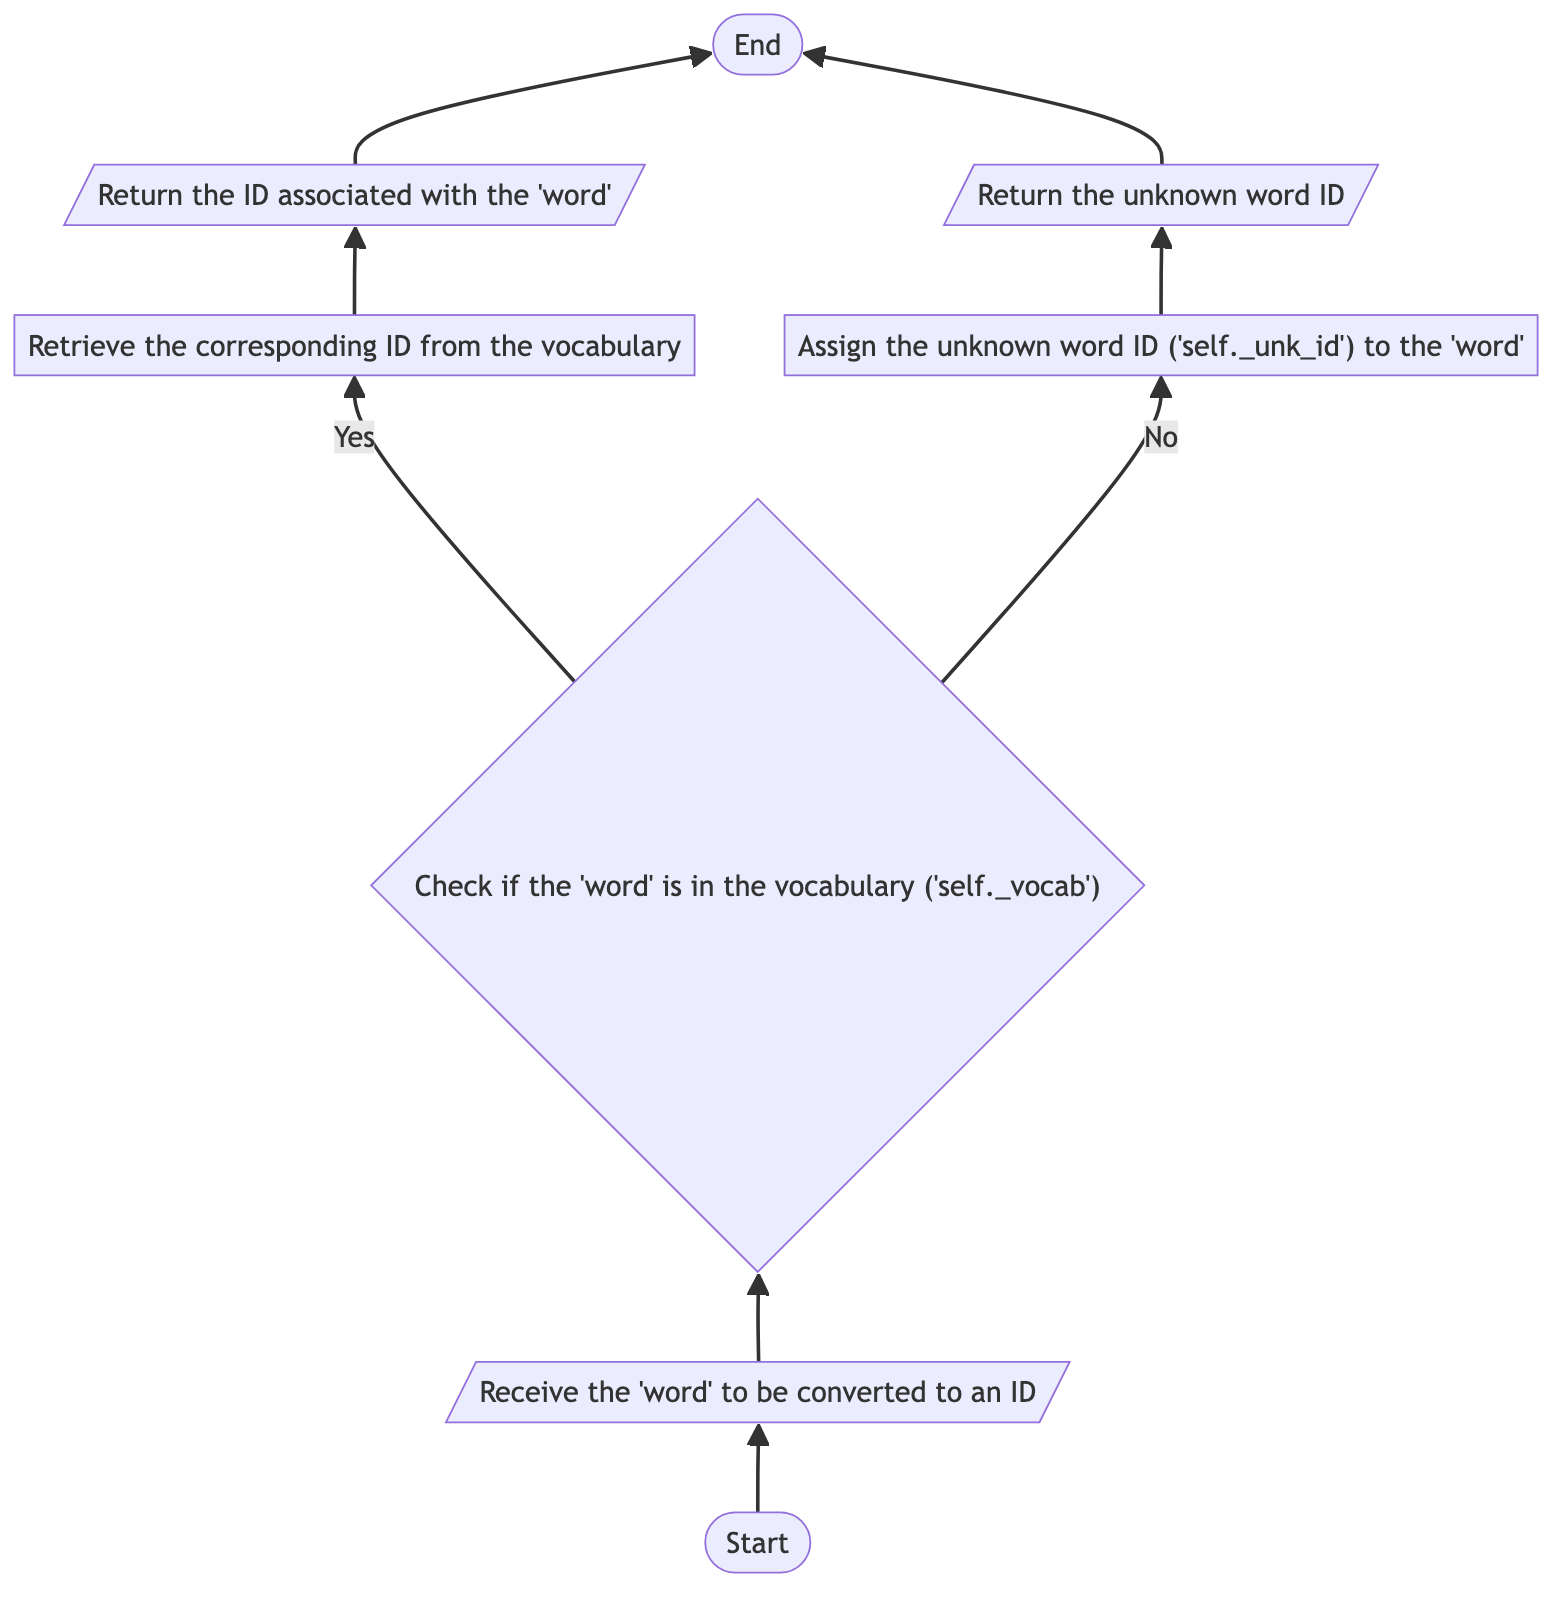 End
Return the ID associated with the 'word'
Return the unknown word ID
Retrieve the corresponding ID from the vocabulary
Assign the unknown word ID ('self._unk_id') to the 'word'
Yes
No
Check if the 'word' is in the vocabulary ('self._vocab')
Receive the 'word' to be converted to an ID
Start